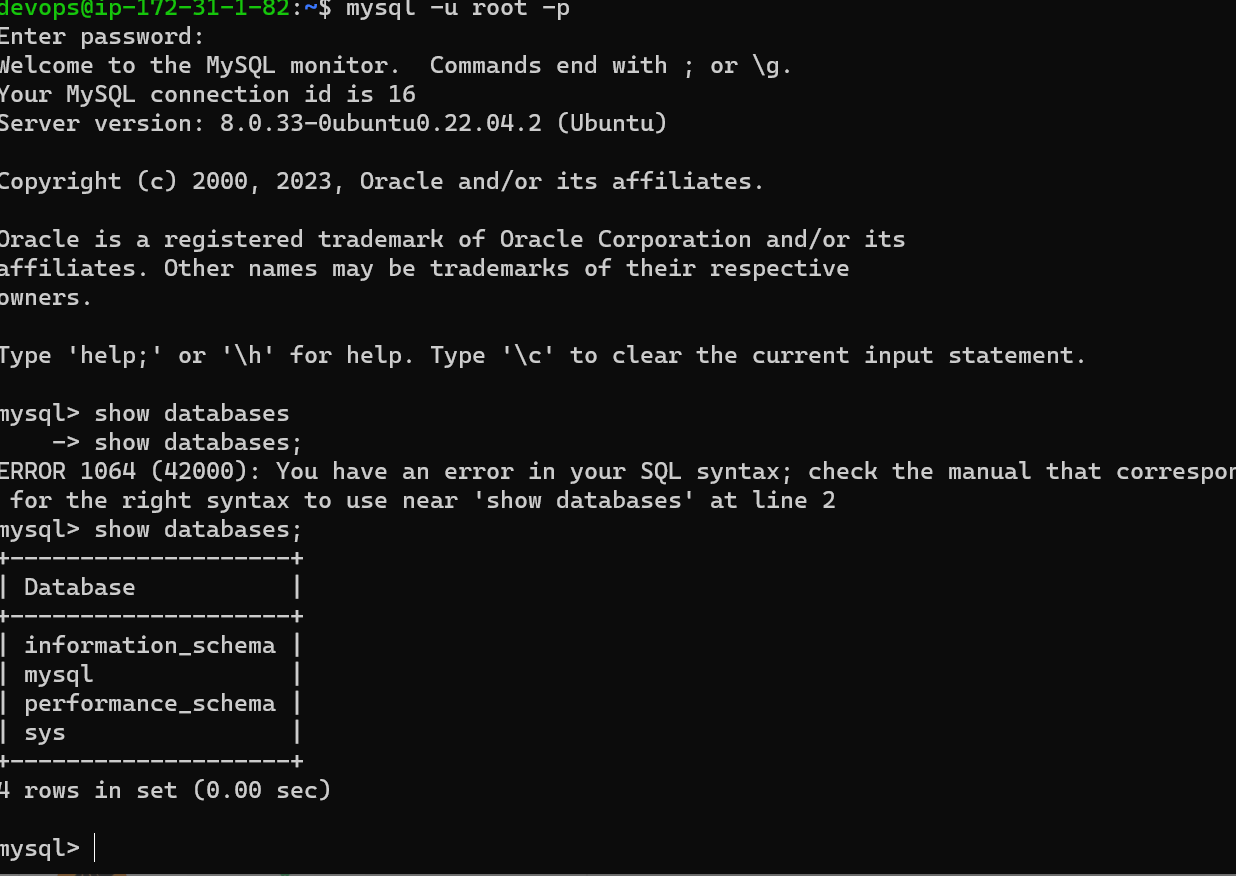 devops@ip-172-31-1-82:~$ mysql -u root -p
Enter password:
Welcome to the MySQL monitor.  Commands end with ; or \g.
Your MySQL connection id is 16
Server version: 8.0.33-0ubuntu0.22.04.2 (Ubuntu)
Copyright (c) 2000, 2023, Oracle and/or its affiliates.
Oracle is a registered trademark of Oracle Corporation and/or its
affiliates. Other names may be trademarks of their respective
owners.
Type 'help;' or '\h' for help. Type '\c' to clear the current input statement.
mysql> show databases
    -> show databases;
ERROR 1064 (42000): You have an error in your SQL syntax; check the manual that correspon
 for the right syntax to use near 'show databases' at line 2
mysql> show databases;
+--------------------+
| Database           |
+--------------------+
| information_schema |
| mysql              |
| performance_schema |
| sys                |
+--------------------+
4 rows in set (0.00 sec)
mysql>